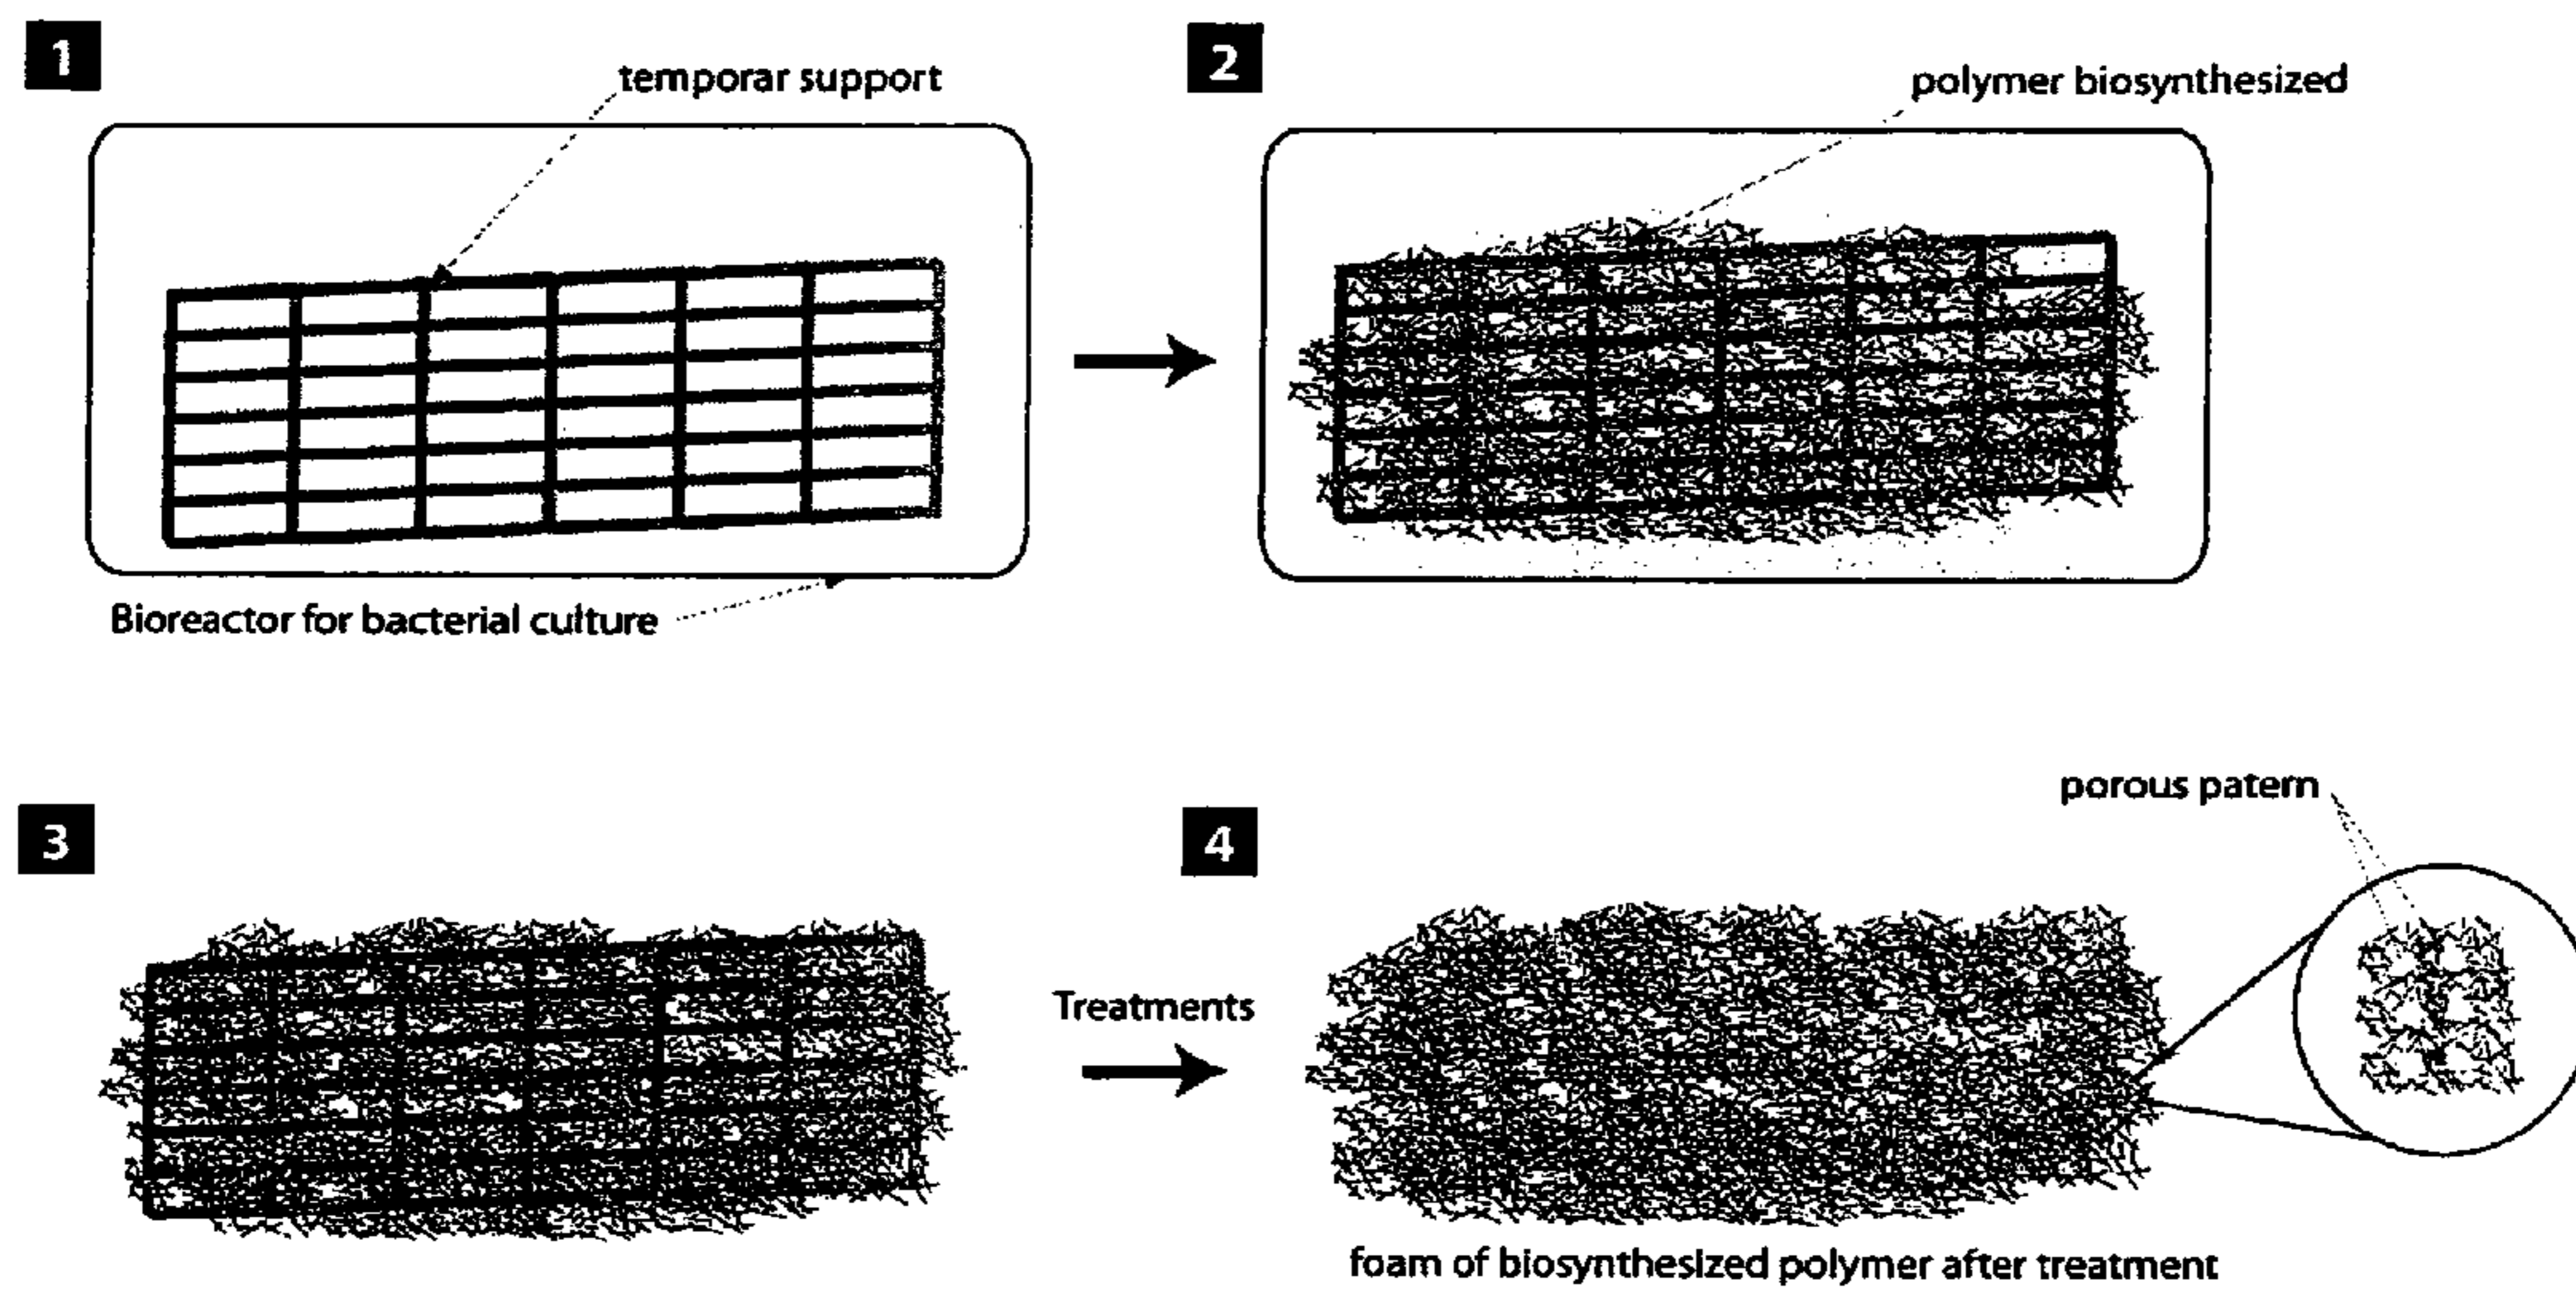 1
temporar support
2
polymer biosynthesized
Bioreactor for bacterial culture
3
Treatments
4
porous patern
foam of biosynthesized polymer after treatment